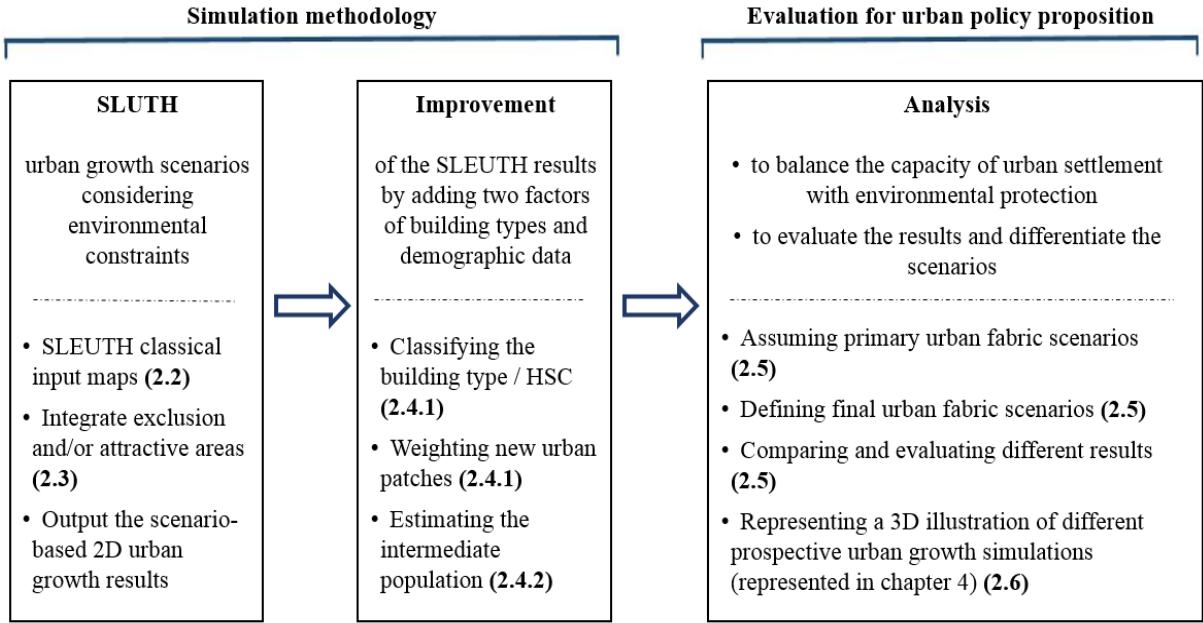 Simulation methodology
Evaluation for urban policy proposition
SLUTH
urban growth scenarios
considering
environmental
constraints
• SLEUTH classical
input maps (2.2)
• Integrate exclusion
and/or attractive areas
(2.3)
• Output the scenario-
based 2D urban
growth results
Improvement
of the SLEUTH results
by adding two factors
of building types and
demographic data
• Classifying the
building type / HSC
(2.4.1)
• Weighting new urban
patches (2.4.1)
• Estimating the
intermediate
population (2.4.2)
Analysis
• to balance the capacity of urban settlement
with environmental protection
• to evaluate the results and differentiate the
scenarios
• Assuming primary urban fabric scenarios
(2.5)
• Defining final urban fabric scenarios (2.5)
• Comparing and evaluating different results
(2.5)
• Representing a 3D illustration of different
prospective urban growth simulations
(represented in chapter 4) (2.6)